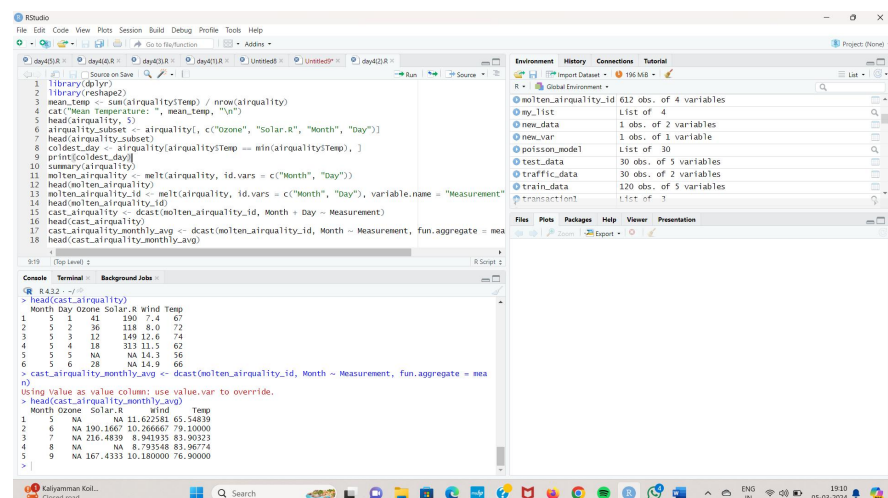 RStudio
File Edit Code View Plots Session Build Debug Profile Tools Help
Go to file/function Addins Project: (None)
day4(5).R day4(4).R day4(3).R day4(1).R Untitled8 Untitled9* day4(2).R
Source on Save Run Source
1 library(dplyr)
2 library(reshape2)
3 mean_temp <- sum(airquality$Temp) / nrow(airquality)
4 cat("Mean Temperature: ", mean_temp, "\n")
5 head(airquality, 5)
6 airquality_subset <- airquality[, c("Ozone", "Solar.R", "Month", "Day")]
7 head(airquality_subset)
8 coldest_day <- airquality[airquality$Temp == min(airquality$Temp), ]
9 print(coldest_day)
10 summary(airquality)
11 molten_airquality <- melt(airquality, id.vars = c("Month", "Day"))
12 head(molten_airquality)
13 molten_airquality_id <- melt(airquality, id.vars = c("Month", "Day"), variable.name = "Measurement"
14 head(molten_airquality_id)
15 cast_airquality <- dcast(molten_airquality_id, Month + Day ~ Measurement)
16 head(cast_airquality)
17 cast_airquality_monthly_avg <- dcast(molten_airquality_id, Month ~ Measurement, fun.aggregate = mea
18 head(cast_airquality_monthly_avg)
9:19 (Top Level) R Script
Console Terminal Background Jobs
R 4.3.2 · ~/
> head(cast_airquality)
Month Day Ozone Solar.R Wind Temp
1 5 1 41 190 7.4 67
2 5 2 36 118 8.0 72
3 5 3 12 149 12.6 74
4 5 4 18 313 11.5 62
5 5 5 NA NA 14.3 56
6 5 6 28 NA 14.9 66
> cast_airquality_monthly_avg <- dcast(molten_airquality_id, Month ~ Measurement, fun.aggregate = mea
n)
Using Value as value column: use value.var to override.
> head(cast_airquality_monthly_avg)
Month Ozone Solar.R Wind Temp
1 5 NA NA 11.622581 65.54839
2 6 NA 190.1667 10.266667 79.10000
3 7 NA 216.4839 8.941935 83.90323
4 8 NA NA 8.793548 83.96774
5 9 NA 167.4333 10.180000 76.90000
>
Environment History Connections Tutorial
Import Dataset 196 MiB List
R Global Environment
molten_airquality_id 612 obs. of 4 variables
my_list List of 4
new_data 1 obs. of 2 variables
new_var 1 obs. of 1 variable
poisson_model List of 30
test_data 30 obs. of 5 variables
traffic_data 30 obs. of 2 variables
train_data 120 obs. of 5 variables
transaction1 List of 3
Files Plots Packages Help Viewer Presentation
Zoom Export
Kaliyamman Koil...
Closed road
Search
ENG
IN
19:10
05-03-2024